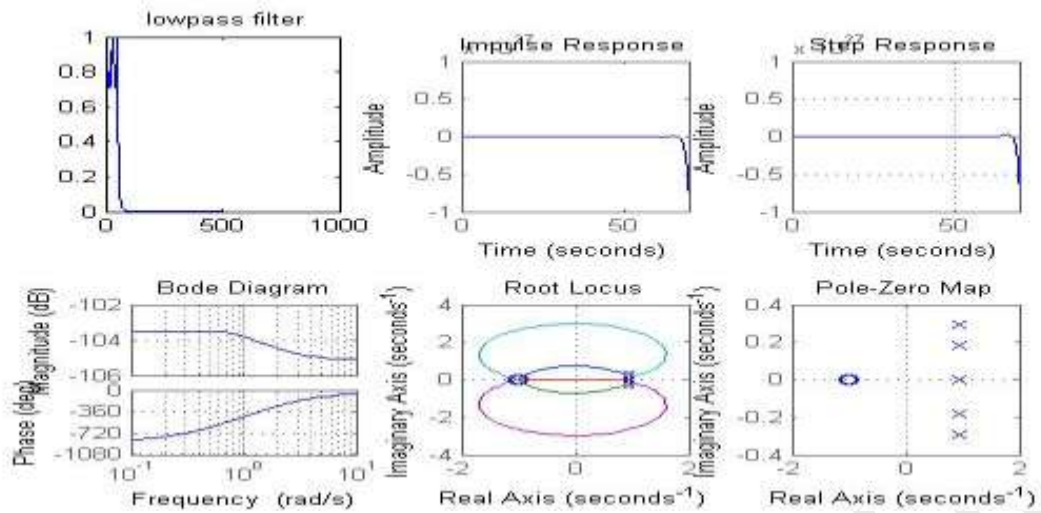 lowpass filter
1
0.8
0.6
0.4
0.2
0
0 500 1000
Impulse Response
Amplitude
1
0.5
0
-0.5
-1
0 50
Time (seconds)
Step Response
Amplitude
1
0.5
0
-0.5
-1
0 50
Time (seconds)
Bode Diagram
Magnitude (dB)
-102
-104
-106
Phase (deg)
0
-360
-720
-1080
10⁻¹ 10⁰ 10¹
Frequency (rad/s)
Root Locus
Imaginary Axis (seconds⁻¹)
4
2
0
-2
-4
-2 0 2
Real Axis (seconds⁻¹)
Pole-Zero Map
Imaginary Axis (seconds⁻¹)
0.4
0.2
0
-0.2
-0.4
-2 0 2
Real Axis (seconds⁻¹)